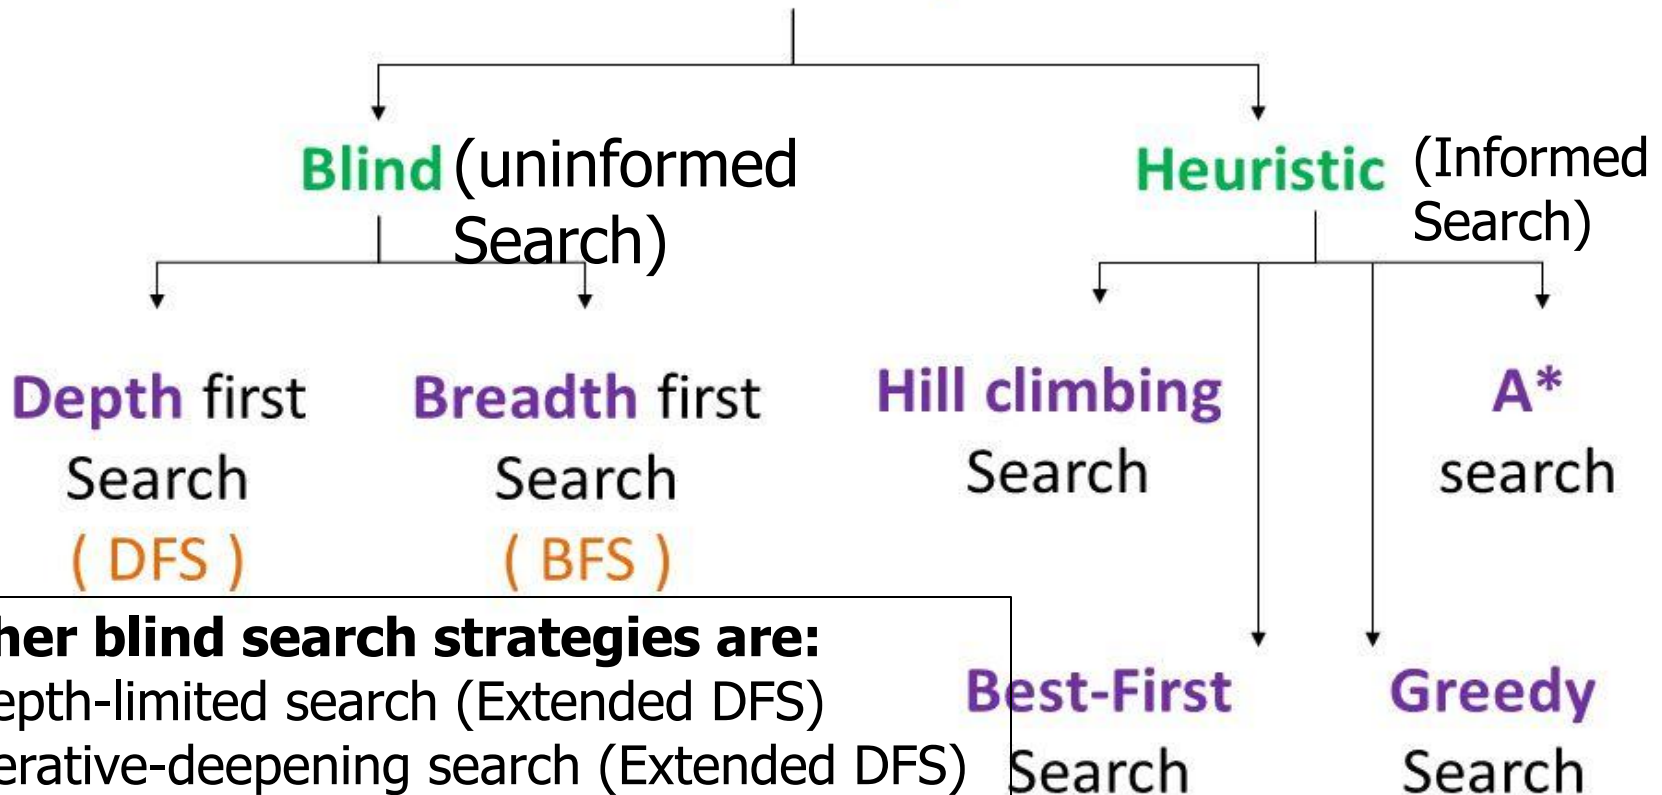 Blind (uninformed
Search)
Heuristic (Informed
Search)
Depth first
Search
( DFS )
Breadth first
Search
( BFS )
Hill climbing
Search
A*
search
Best-First
Search
Greedy
Search
her blind search strategies are:
epth-limited search (Extended DFS)
erative-deepening search (Extended DFS)